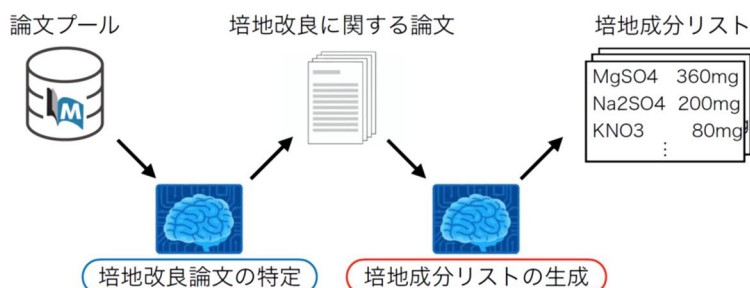 論文プール
培地改良に関する論文
培地成分リスト
M
MgSO4 360mg
Na2SO4 200mg
KNO3 80mg
⋮
培地改良論文の特定
培地成分リストの生成